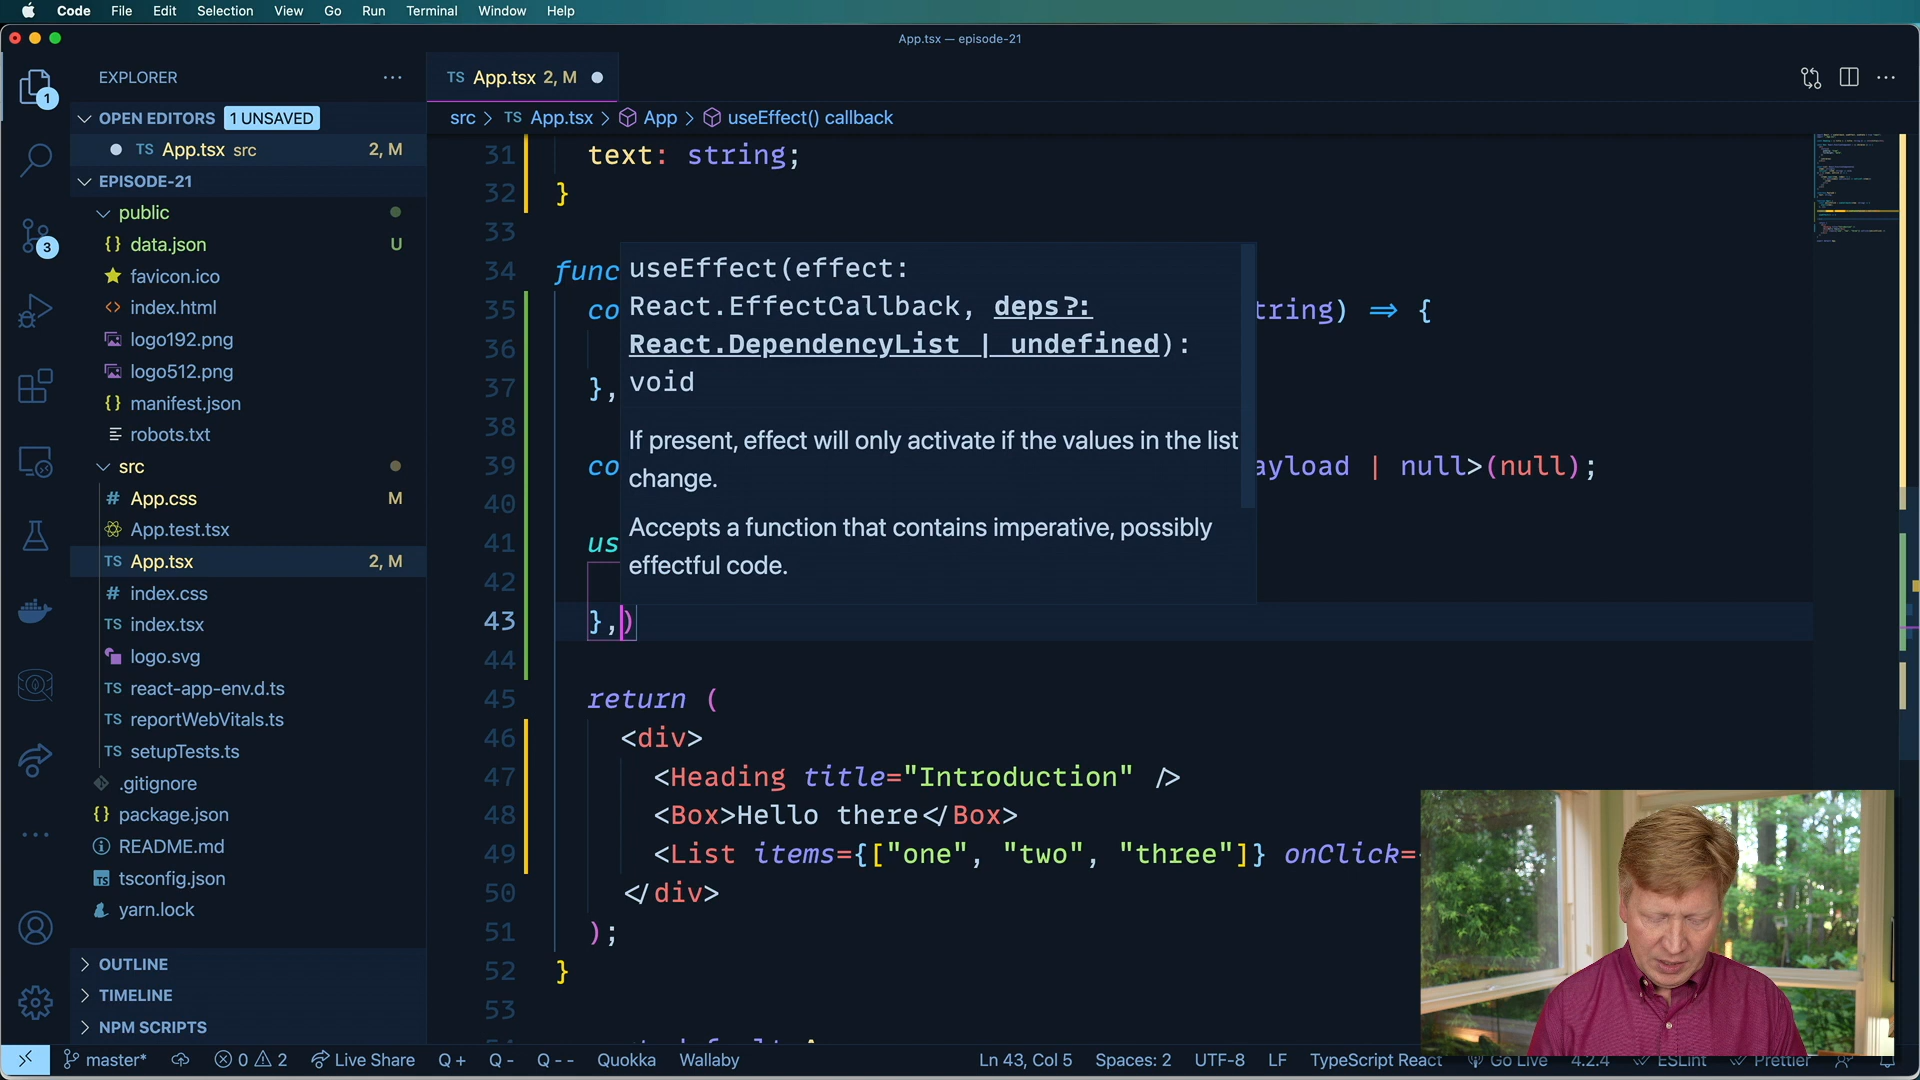 Code File Edit Selection View Go Run Terminal Window Help
App.tsx — episode-21
EXPLORER
TS App.tsx 2, M
OPEN EDITORS 1 UNSAVED
src > TS App.tsx > App > useEffect() callback
TS App.tsx src 2, M
EPISODE-21
public
{} data.json U
favicon.ico
<> index.html
logo192.png
logo512.png
{} manifest.json
robots.txt
src
# App.css M
App.test.tsx
TS App.tsx 2, M
# index.css
TS index.tsx
logo.svg
TS react-app-env.d.ts
TS reportWebVitals.ts
TS setupTests.ts
.gitignore
{} package.json
README.md
TS tsconfig.json
yarn.lock
OUTLINE
TIMELINE
NPM SCRIPTS
1
3
31 text: string;
32 }
33
34 func
35 co tring) => {
36
37 },
38
39 co ayload | null>(null);
40
41 us
42
43 },)
44
45 return (
46 <div>
47 <Heading title="Introduction" />
48 <Box>Hello there</Box>
49 <List items={["one", "two", "three"]} onClick=
50 </div>
51 );
52 }
53
useEffect(effect:
React.EffectCallback, deps?:
React.DependencyList | undefined):
void
If present, effect will only activate if the values in the list
change.
Accepts a function that contains imperative, possibly
effectful code.
master* 0 2 Live Share Q + Q - Q - - Quokka Wallaby Ln 43, Col 5 Spaces: 2 UTF-8 LF TypeScript React Go Live 4.2.4 ESLint Prettier